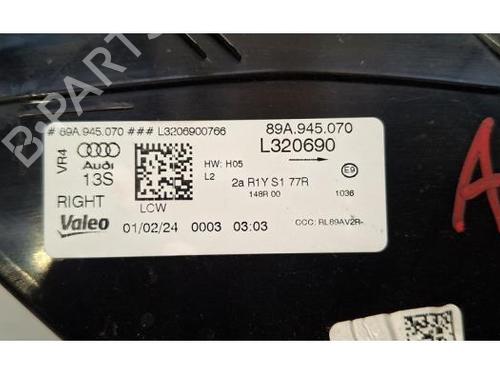 # 89A.945.070 ### L3206900766
89A.945.070
L320690
VR4
Audi
13S
HW: H05
L2
E9
2a R1Y S1 77R
148R 00
1036
RIGHT
LCW
Valeo
01/02/24 0003 03:03
CCC: RL89AV2R-
A
B-PARTS